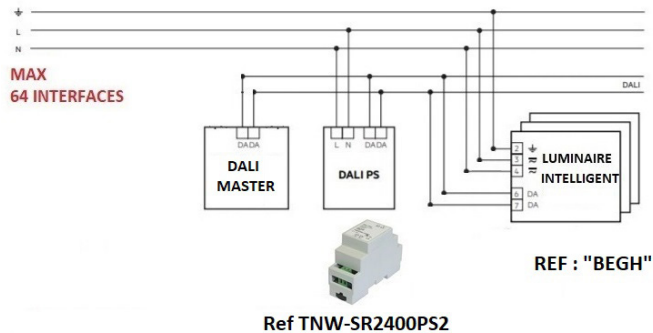 L
N
MAX
64 INTERFACES
DALI
DA DA
L N DA DA
DALI
MASTER
DALI PS
2
3
4
6 DA
7 DA
LUMINAIRE
INTELLIGENT
REF : "BEGH"
Ref TNW-SR2400PS2